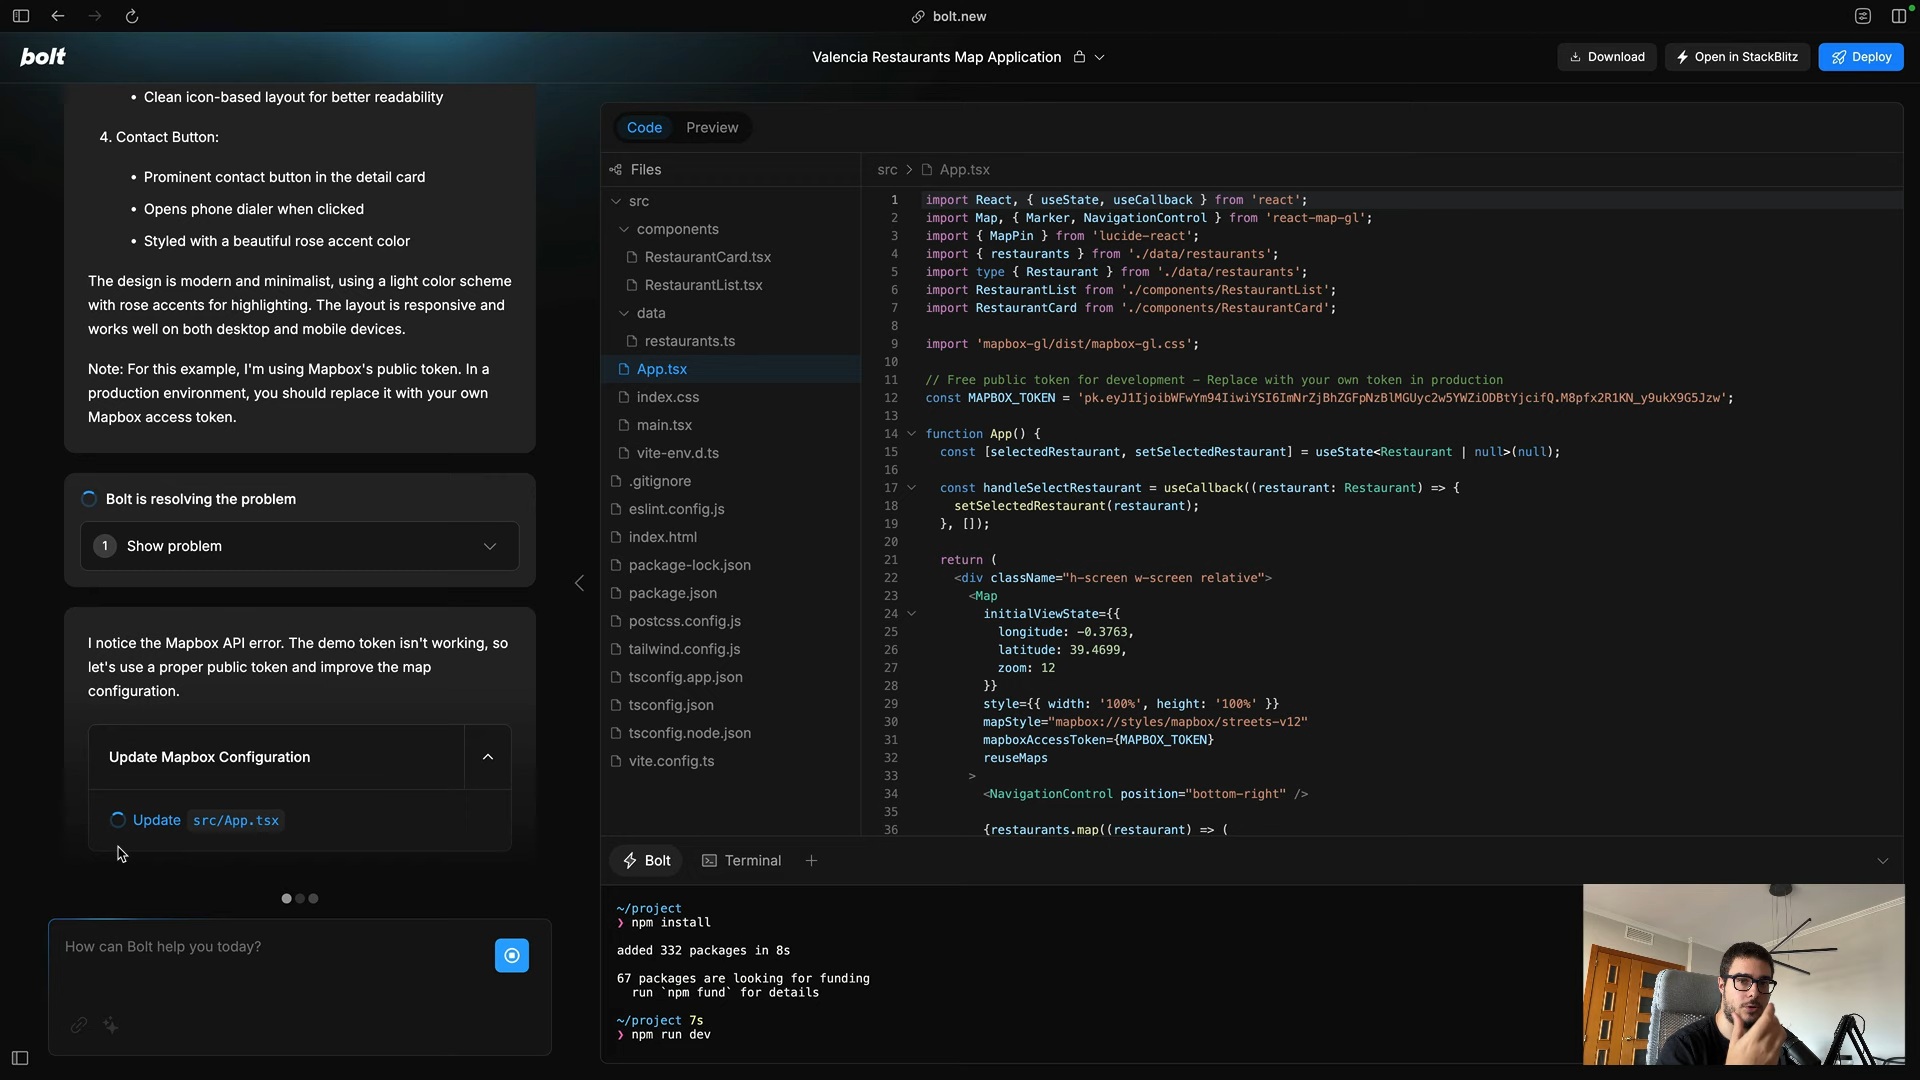 bolt.new
bolt
Valencia Restaurants Map Application
Download
Open in StackBlitz
Deploy
• Clean icon-based layout for better readability
4. Contact Button:
• Prominent contact button in the detail card
• Opens phone dialer when clicked
• Styled with a beautiful rose accent color
The design is modern and minimalist, using a light color scheme
with rose accents for highlighting. The layout is responsive and
works well on both desktop and mobile devices.
Note: For this example, I'm using Mapbox's public token. In a
production environment, you should replace it with your own
Mapbox access token.
Bolt is resolving the problem
1 Show problem
I notice the Mapbox API error. The demo token isn't working, so
let's use a proper public token and improve the map
configuration.
Update Mapbox Configuration
Update src/App.tsx
How can Bolt help you today?
Code Preview
Files
src
components
RestaurantCard.tsx
RestaurantList.tsx
data
restaurants.ts
App.tsx
index.css
main.tsx
vite-env.d.ts
.gitignore
eslint.config.js
index.html
package-lock.json
package.json
postcss.config.js
tailwind.config.js
tsconfig.app.json
tsconfig.json
tsconfig.node.json
vite.config.ts
src > App.tsx
1 import React, { useState, useCallback } from 'react';
2 import Map, { Marker, NavigationControl } from 'react-map-gl';
3 import { MapPin } from 'lucide-react';
4 import { restaurants } from './data/restaurants';
5 import type { Restaurant } from './data/restaurants';
6 import RestaurantList from './components/RestaurantList';
7 import RestaurantCard from './components/RestaurantCard';
8
9 import 'mapbox-gl/dist/mapbox-gl.css';
10
11 // Free public token for development – Replace with your own token in production
12 const MAPBOX_TOKEN = 'pk.eyJ1IjoibWFwYm94IiwiYSI6ImNrZjBhZGFpNzBlMGUyc2w5YWZiODBtYjcifQ.M8pfx2R1KN_y9ukX9G5Jzw';
13
14 function App() {
15 const [selectedRestaurant, setSelectedRestaurant] = useState<Restaurant | null>(null);
16
17 const handleSelectRestaurant = useCallback((restaurant: Restaurant) => {
18 setSelectedRestaurant(restaurant);
19 }, []);
20
21 return (
22 <div className="h-screen w-screen relative">
23 <Map
24 initialViewState={{
25 longitude: -0.3763,
26 latitude: 39.4699,
27 zoom: 12
28 }}
29 style={{ width: '100%', height: '100%' }}
30 mapStyle="mapbox://styles/mapbox/streets-v12"
31 mapboxAccessToken={MAPBOX_TOKEN}
32 reuseMaps
33 >
34 <NavigationControl position="bottom-right" />
35
36 {restaurants.map((restaurant) => (
Bolt Terminal +
~/project
❯ npm install
added 332 packages in 8s
67 packages are looking for funding
run `npm fund` for details
~/project 7s
❯ npm run dev